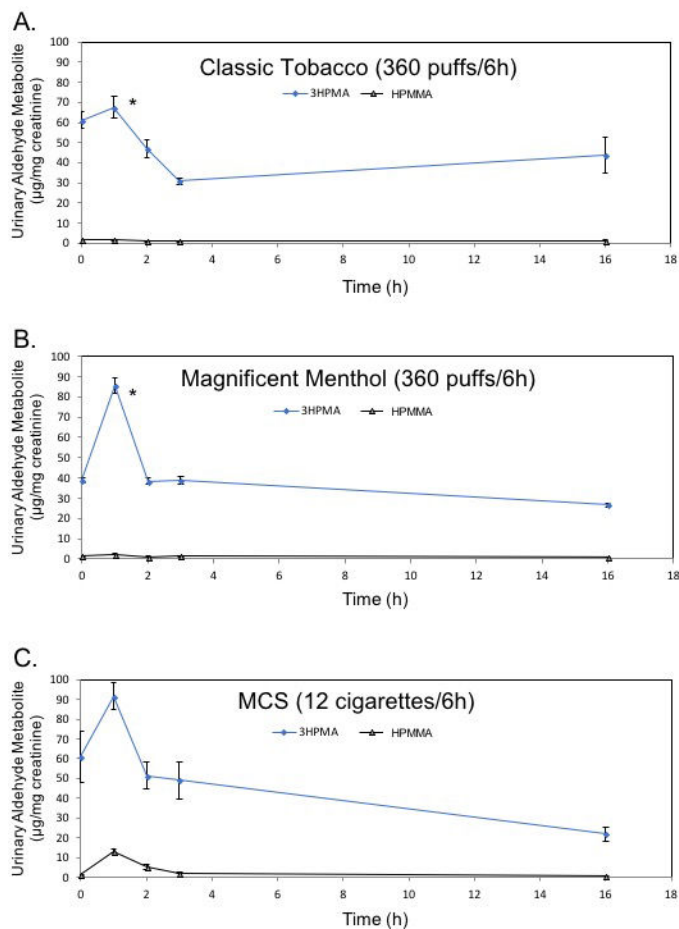 A.
Classic Tobacco (360 puffs/6h)
3HPMA HPMMA
*
Urinary Aldehyde Metabolite
(µg/mg creatinine)
100
90
80
70
60
50
40
30
20
10
0
0 2 4 6 8 10 12 14 16 18
Time (h)
B.
Magnificent Menthol (360 puffs/6h)
3HPMA HPMMA
*
Urinary Aldehyde Metabolite
(µg/mg creatinine)
100
90
80
70
60
50
40
30
20
10
0
0 2 4 6 8 10 12 14 16 18
Time (h)
C.
MCS (12 cigarettes/6h)
3HPMA HPMMA
Urinary Aldehyde Metabolite
(µg/mg creatinine)
100
90
80
70
60
50
40
30
20
10
0
0 2 4 6 8 10 12 14 16 18
Time (h)